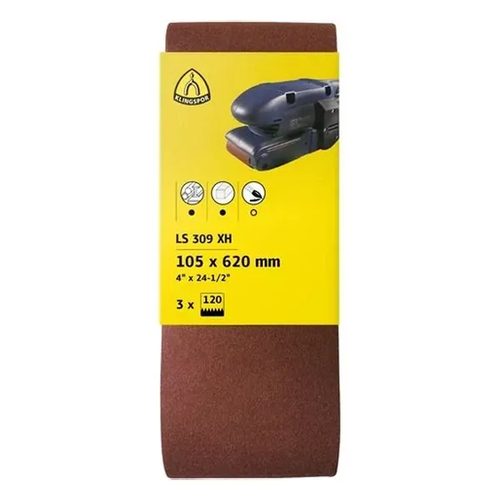 KLINGSPOR
LS 309 XH
105 x 620 mm
4" x 24-1/2"
3 x 120